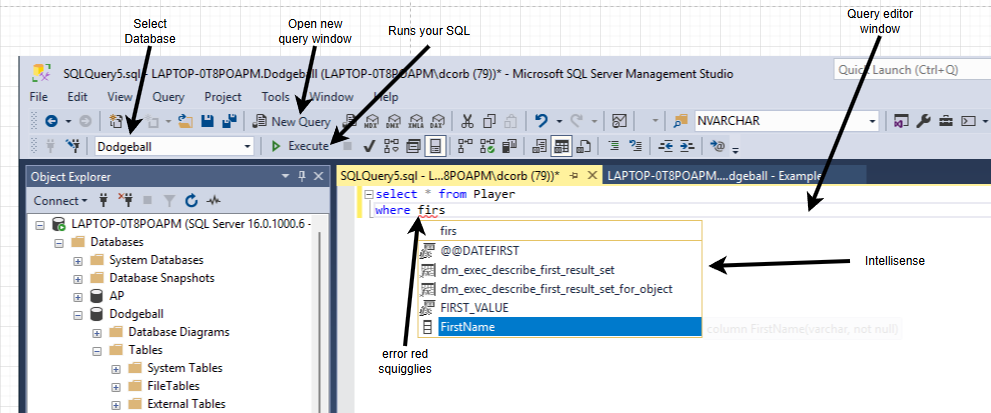 Select
Database
Open new
query window
Runs your SQL
Query editor
window
SQLQuery5.sql - LAPTOP-0T8POAPM.Dodgeball (LAPTOP-0T8POAPM\dcorb (79))* - Microsoft SQL Server Management Studio
Quick Launch (Ctrl+Q)
File Edit View Query Project Tools Window Help
New Query MDX DMX XMLA DAX NVARCHAR
Dodgeball Execute
Object Explorer
SQLQuery5.sql - L...8POAPM\dcorb (79))* LAPTOP-0T8POAPM....dgeball - Example
Connect
select * from Player
where firs
LAPTOP-0T8POAPM (SQL Server 16.0.1000.6 -
Databases
System Databases
Database Snapshots
AP
Dodgeball
Database Diagrams
Tables
System Tables
FileTables
External Tables
firs
@@DATEFIRST
dm_exec_describe_first_result_set
dm_exec_describe_first_result_set_for_object
FIRST_VALUE
FirstName
column FirstName(varchar, not null)
Intellisense
error red
squigglies